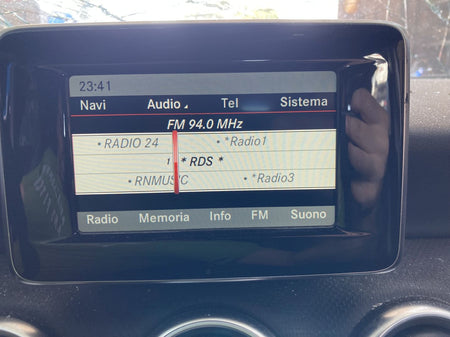 23:41
Navi Audio Tel Sistema
FM 94.0 MHz
• RADIO 24 • *Radio1
1 * RDS *
• RNMUSIC • *Radio3
Radio Memoria Info FM Suono